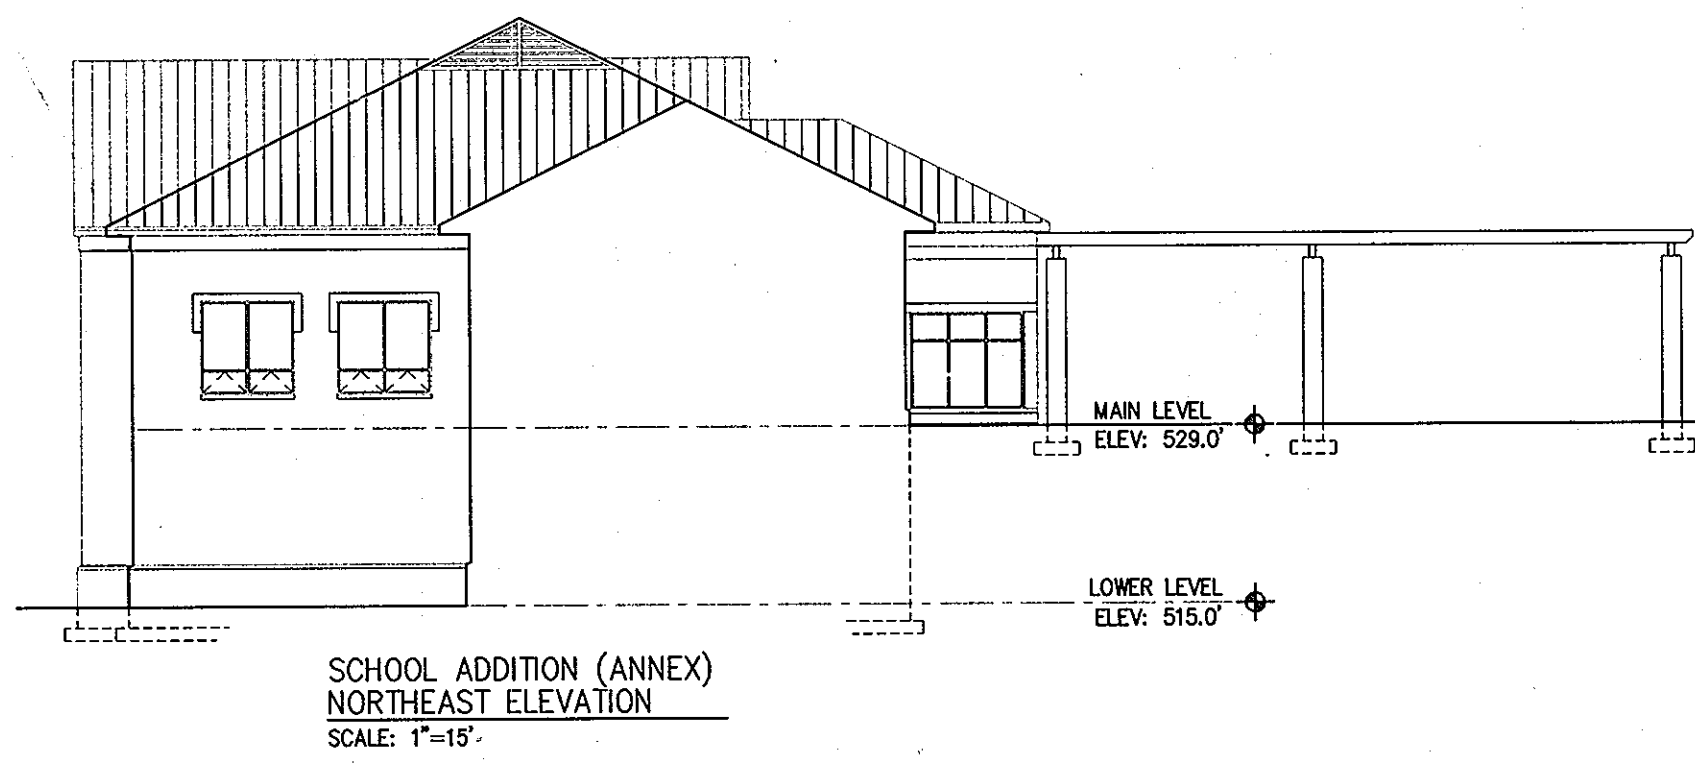 MAIN LEVEL
ELEV: 529.0'
LOWER LEVEL
ELEV: 515.0'
SCHOOL ADDITION (ANNEX)
NORTHEAST ELEVATION
SCALE: 1"=15'